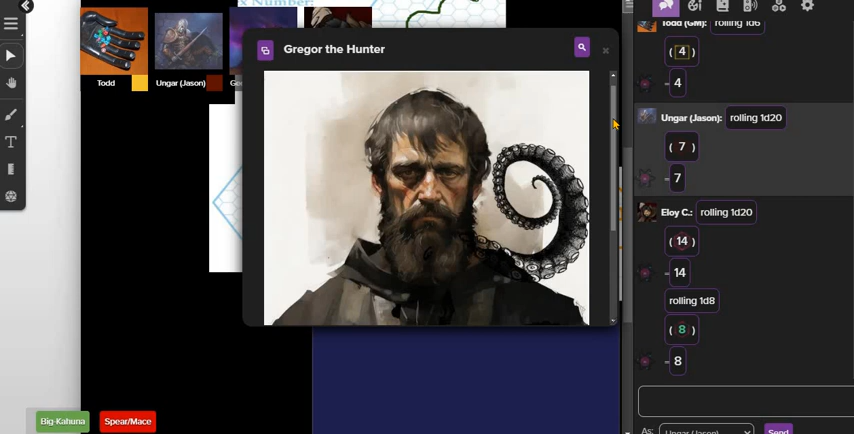 x Number:
Todd
Ungar (Jason)
Gregor the Hunter
Big-Kahuna
Spear/Mace
Todd (GM)
rolling 1d6
( 4 )
= 4
Ungar (Jason): rolling 1d20
( 7 )
= 7
Eloy C.: rolling 1d20
( 14 )
= 14
rolling 1d8
( 8 )
= 8
As: Ungar (Jason) Send